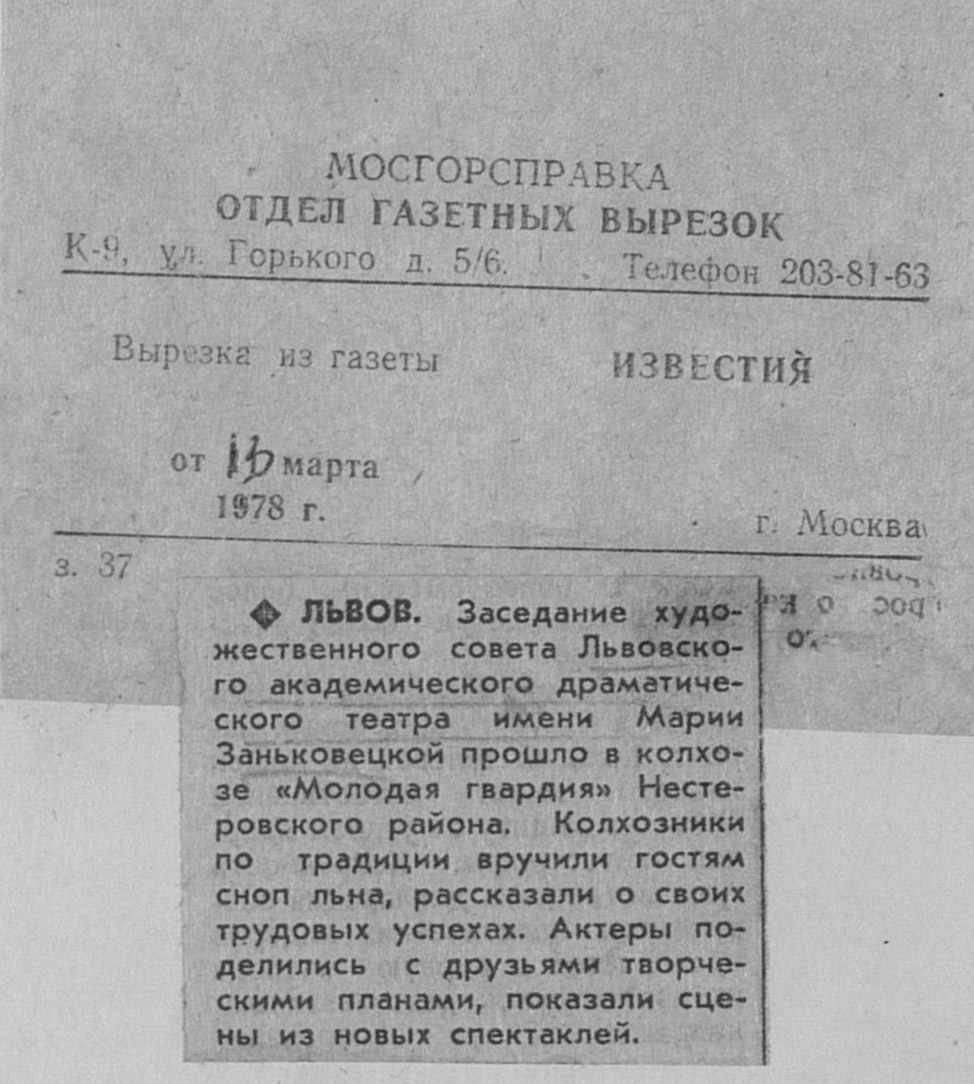 МОСГОРСПРАВКА
ОТДЕЛ ГАЗЕТНЫХ ВЫРЕЗОК
К-9, ул. Горького д. 5/6. Телефон 203-81-63
Вырезка из газеты ИЗВЕСТИЯ
от 13 марта
1978 г.
г. Москва
з. 37
ЛЬВОВ. Заседание худо-
жественного совета Львовско-
го академического драматиче-
ского театра имени Марии
Заньковецкой прошло в колхо-
зе «Молодая гвардия» Несте-
ровского района. Колхозники
по традиции вручили гостям
сноп льна, рассказали о своих
трудовых успехах. Актеры по-
делились с друзьями творче-
скими планами, показали сце-
ны из новых спектаклей.